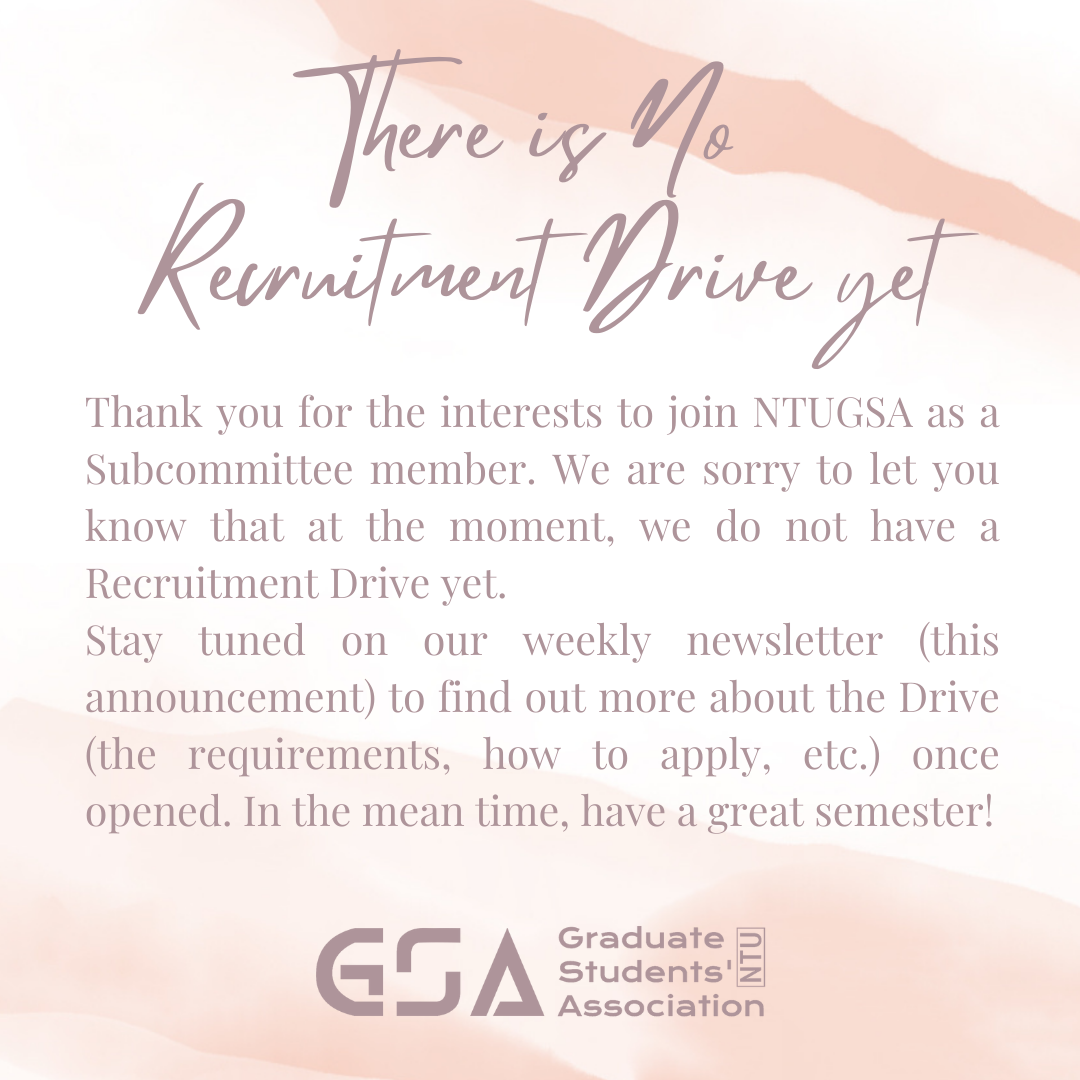 There is No
Recruitment Drive yet
Thank you for the interests to join NTUGSA as a
Subcommittee member. We are sorry to let you
know that at the moment, we do not have a
Recruitment Drive yet.
Stay tuned on our weekly newsletter (this
announcement) to find out more about the Drive
(the requirements, how to apply, etc.) once
opened. In the mean time, have a great semester!
GSA
Graduate
Students'
Association
NTU